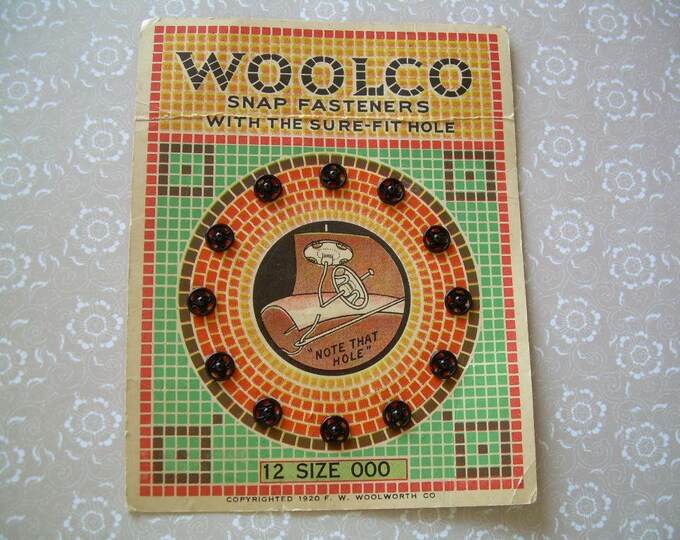 WOOLCO
SNAP FASTENERS
WITH THE SURE-FIT HOLE
"NOTE THAT
HOLE"
12 SIZE 000
COPYRIGHTED 1920 F. W. WOOLWORTH CO